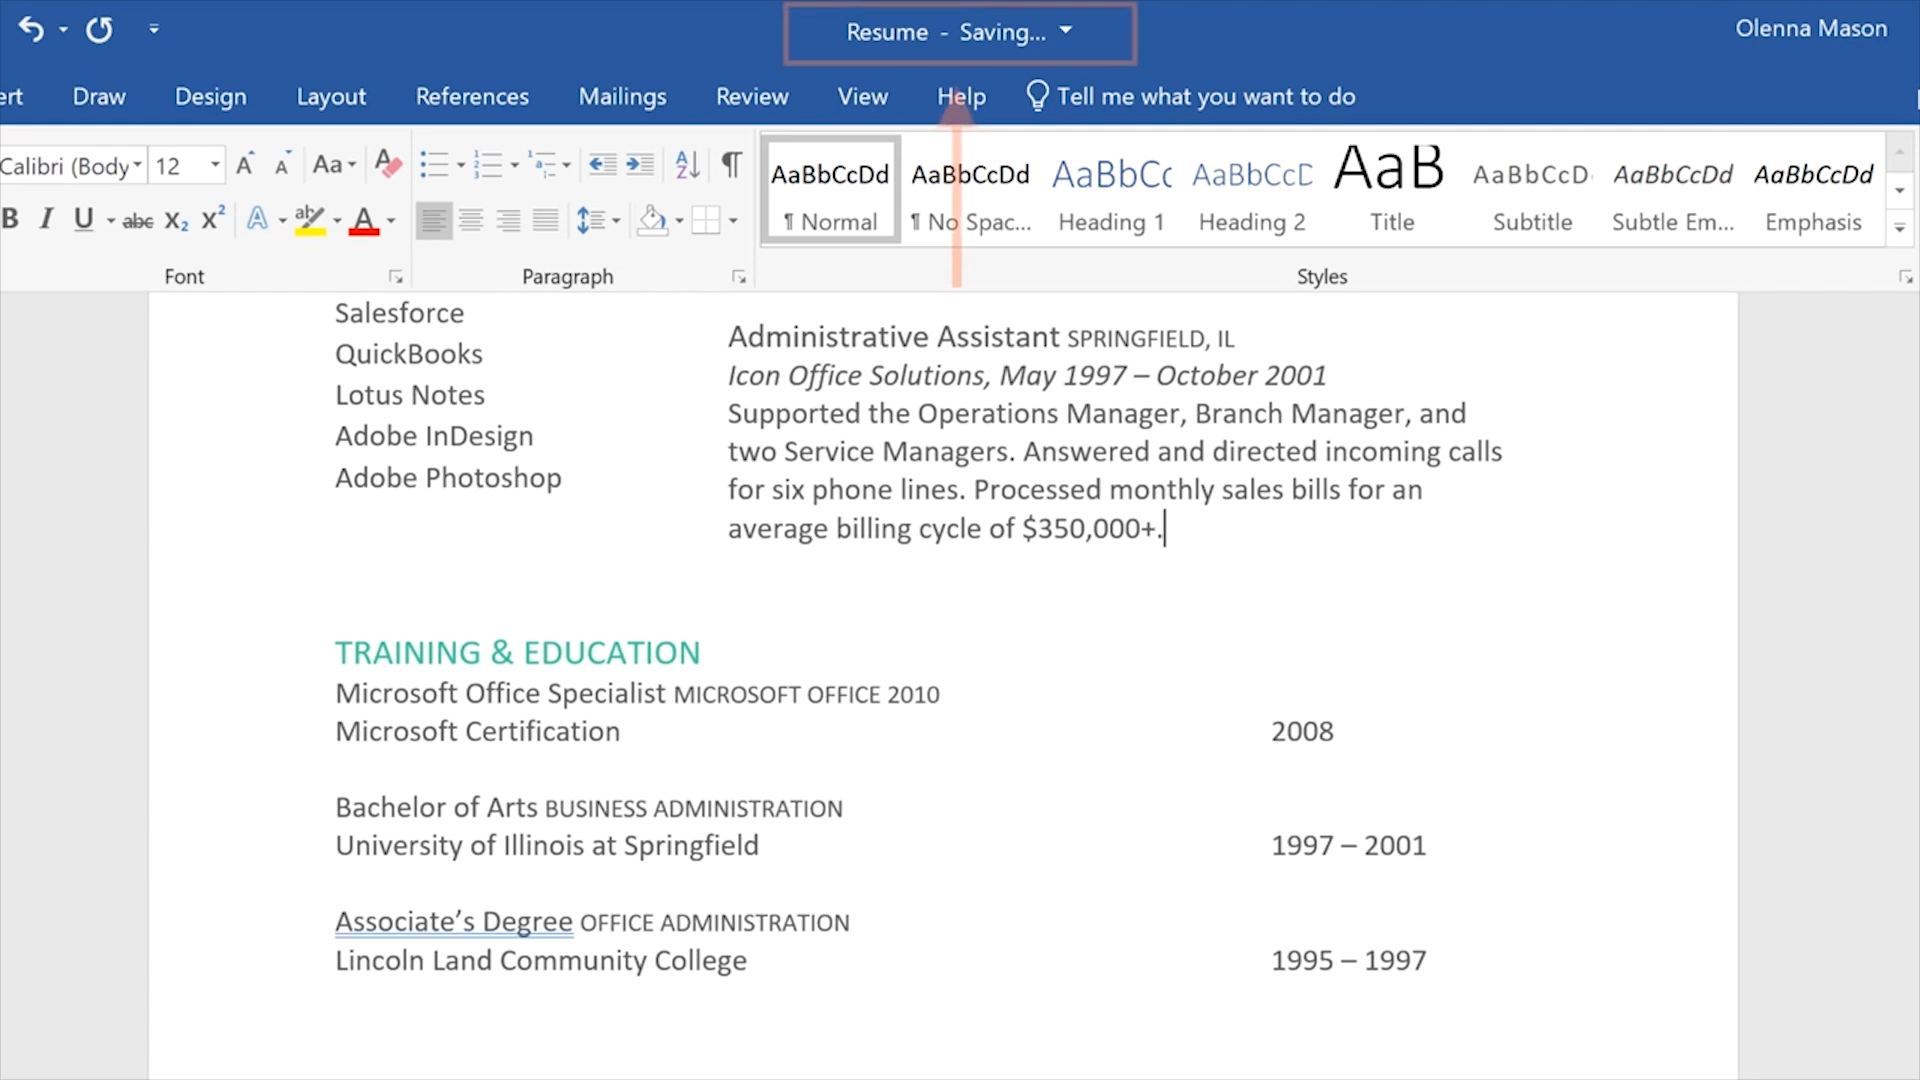 Resume - Saving...
Olenna Mason
ert Draw Design Layout References Mailings Review View Help Tell me what you want to do
Calibri (Body 12 A A Aa A
AaBbCcDd AaBbCcDd AaBbCc AaBbCcD AaB AaBbCcD AaBbCcDd AaBbCcDd
B I U abc X₂ X² A ab A
¶ Normal ¶ No Spac... Heading 1 Heading 2 Title Subtitle Subtle Em... Emphasis
Font Paragraph Styles
Salesforce
QuickBooks
Lotus Notes
Adobe InDesign
Adobe Photoshop
Administrative Assistant SPRINGFIELD, IL
Icon Office Solutions, May 1997 – October 2001
Supported the Operations Manager, Branch Manager, and
two Service Managers. Answered and directed incoming calls
for six phone lines. Processed monthly sales bills for an
average billing cycle of $350,000+.
TRAINING & EDUCATION
Microsoft Office Specialist MICROSOFT OFFICE 2010
Microsoft Certification 2008
Bachelor of Arts BUSINESS ADMINISTRATION
University of Illinois at Springfield 1997 – 2001
Associate’s Degree OFFICE ADMINISTRATION
Lincoln Land Community College 1995 – 1997